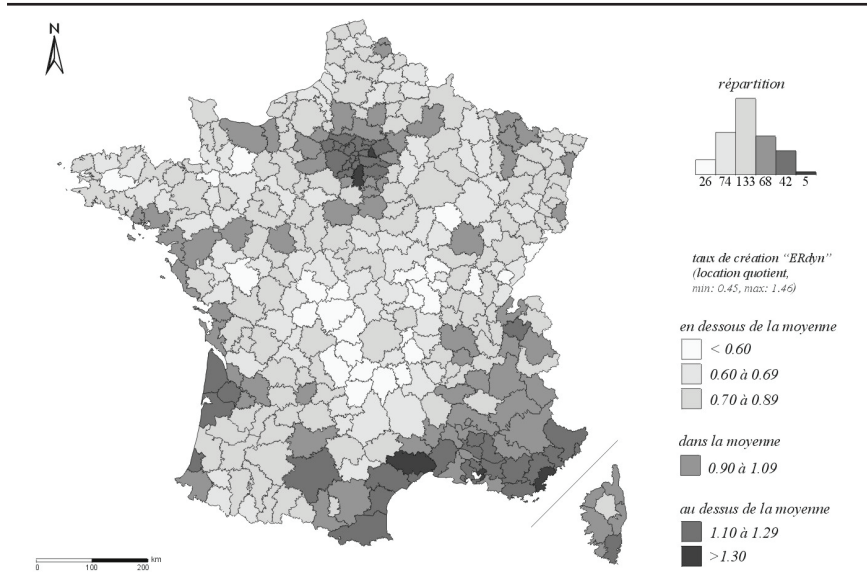 N
répartition
26 74 133 68 42 5
taux de création "ERdyn"
(location quotient,
min: 0.45, max: 1.46)
en dessous de la moyenne
< 0.60
0.60 à 0.69
0.70 à 0.89
dans la moyenne
0.90 à 1.09
au dessus de la moyenne
1.10 à 1.29
>1.30
km
0 100 200